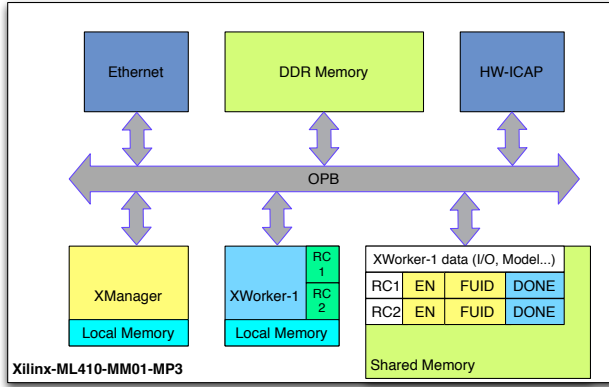 Ethernet
DDR Memory
HW-ICAP
OPB
XManager
Local Memory
XWorker-1
RC
1
RC
2
Local Memory
XWorker-1 data (I/O, Model...)
RC1 EN FUID DONE
RC2 EN FUID DONE
Shared Memory
Xilinx-ML410-MM01-MP3